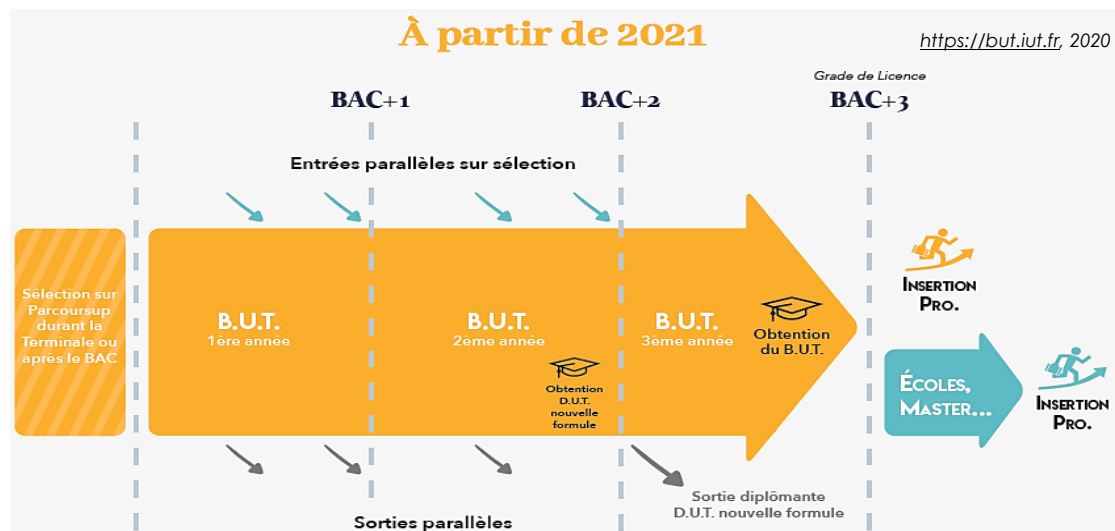 À partir de 2021
https://but.iut.fr, 2020
Grade de Licence
BAC+1
BAC+2
BAC+3
Entrées parallèles sur sélection
Sélection sur
Parcoursup
durant la
Terminale ou
après le BAC
B.U.T.
1ère année
B.U.T.
2ème année
Obtention
D.U.T.
nouvelle
formule
B.U.T.
3ème année
Obtention
du B.U.T.
INSERTION
PRO.
ÉCOLES,
MASTER...
INSERTION
PRO.
Sorties parallèles
Sortie diplômante
D.U.T. nouvelle formule